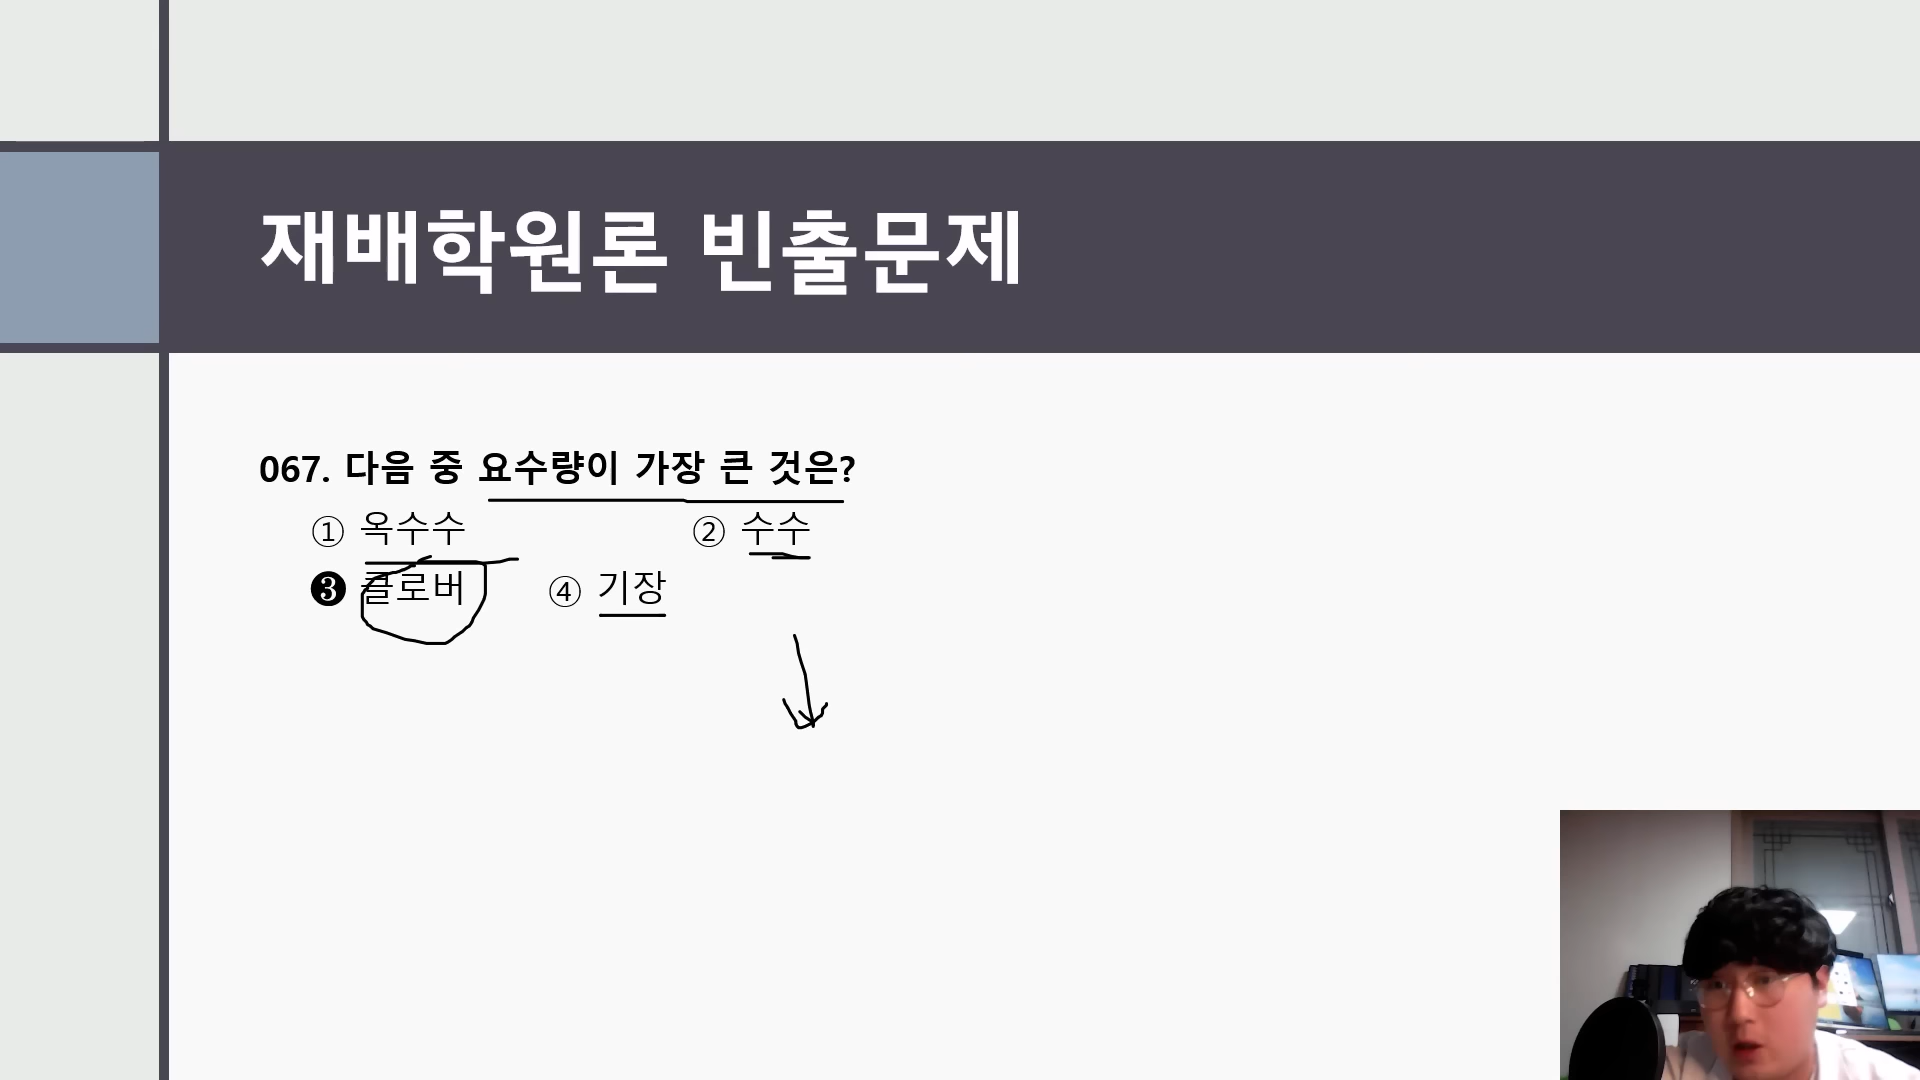 재배학원론 빈출문제
067. 다음 중 요수량이 가장 큰 것은?
① 옥수수 ② 수수
❸ 클로버 ④ 기장